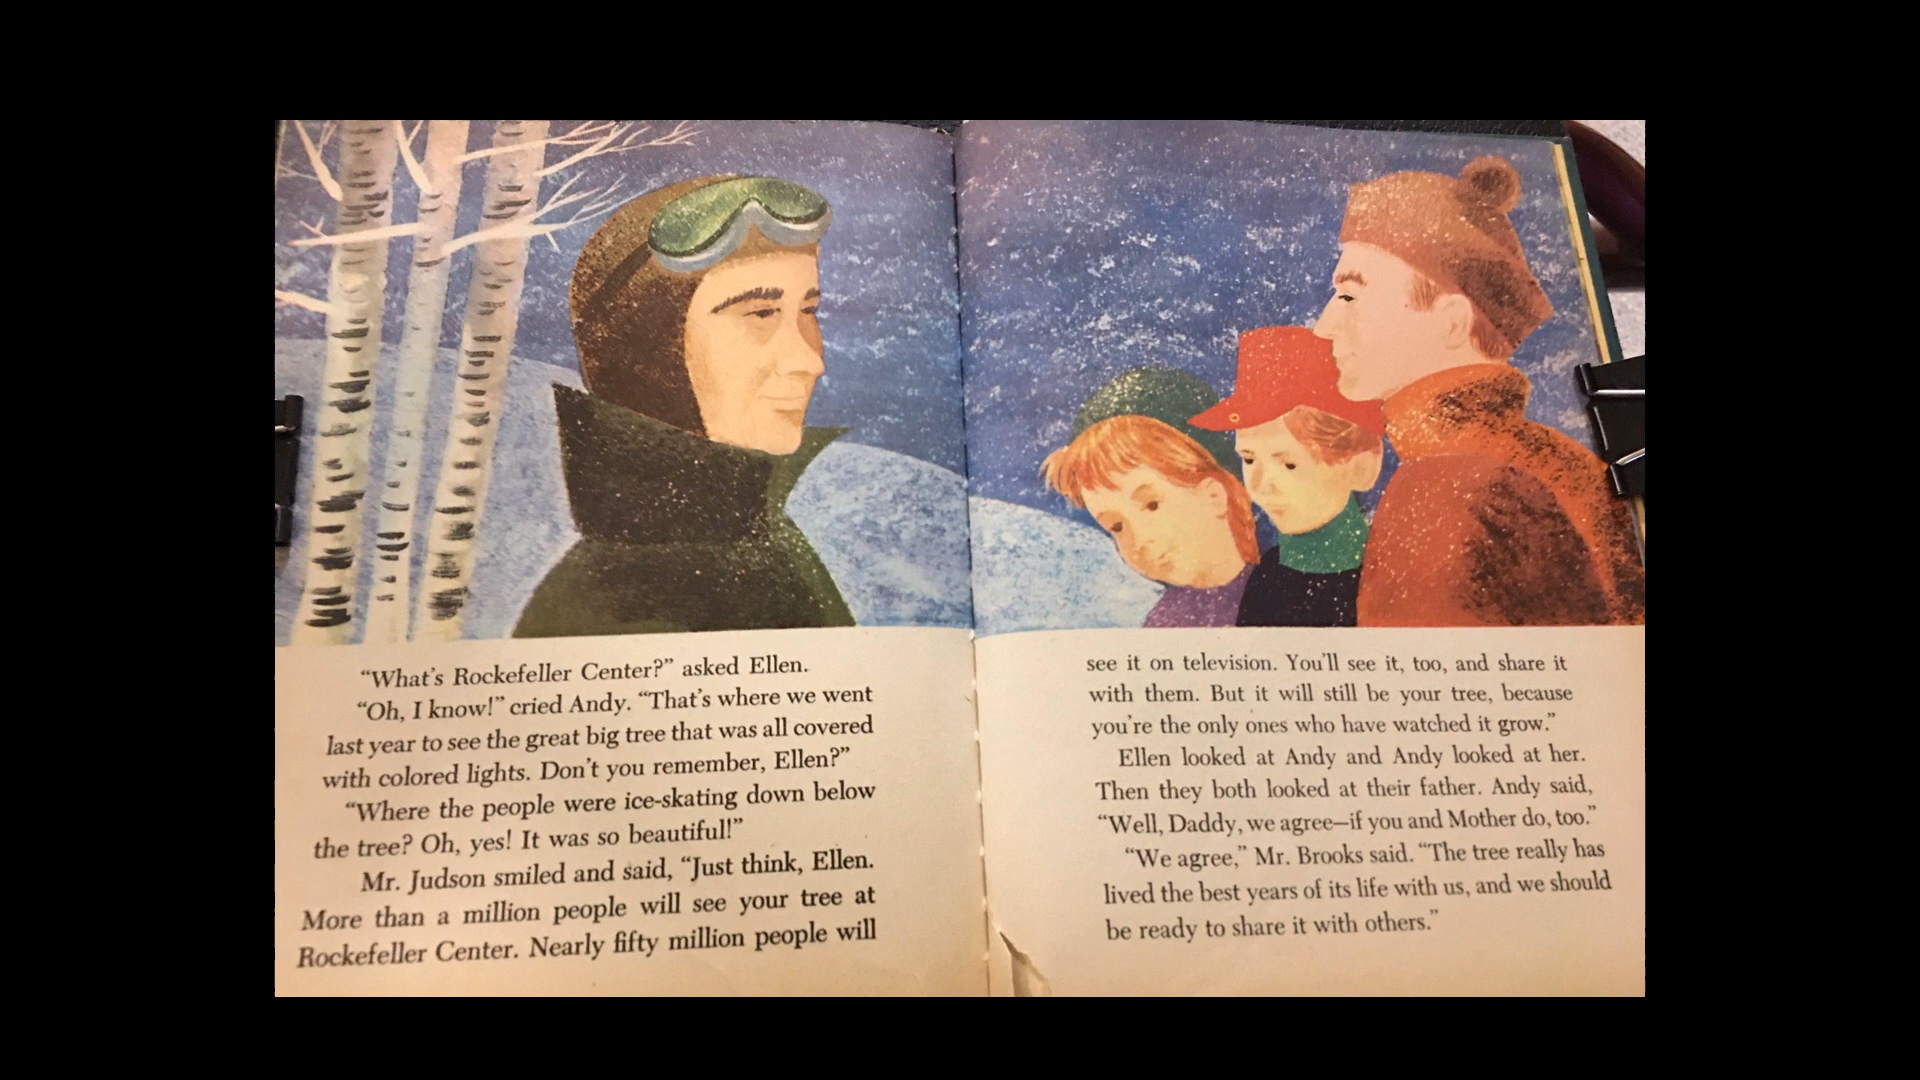 “What’s Rockefeller Center?” asked Ellen.
“Oh, I know!” cried Andy. “That’s where we went
last year to see the great big tree that was all covered
with colored lights. Don’t you remember, Ellen?”
“Where the people were ice-skating down below
the tree? Oh, yes! It was so beautiful!”
Mr. Judson smiled and said, “Just think, Ellen.
More than a million people will see your tree at
Rockefeller Center. Nearly fifty million people will
see it on television. You’ll see it, too, and share it
with them. But it will still be your tree, because
you’re the only ones who have watched it grow.”
Ellen looked at Andy and Andy looked at her.
Then they both looked at their father. Andy said,
“Well, Daddy, we agree—if you and Mother do, too.”
“We agree,” Mr. Brooks said. “The tree really has
lived the best years of its life with us, and we should
be ready to share it with others.”